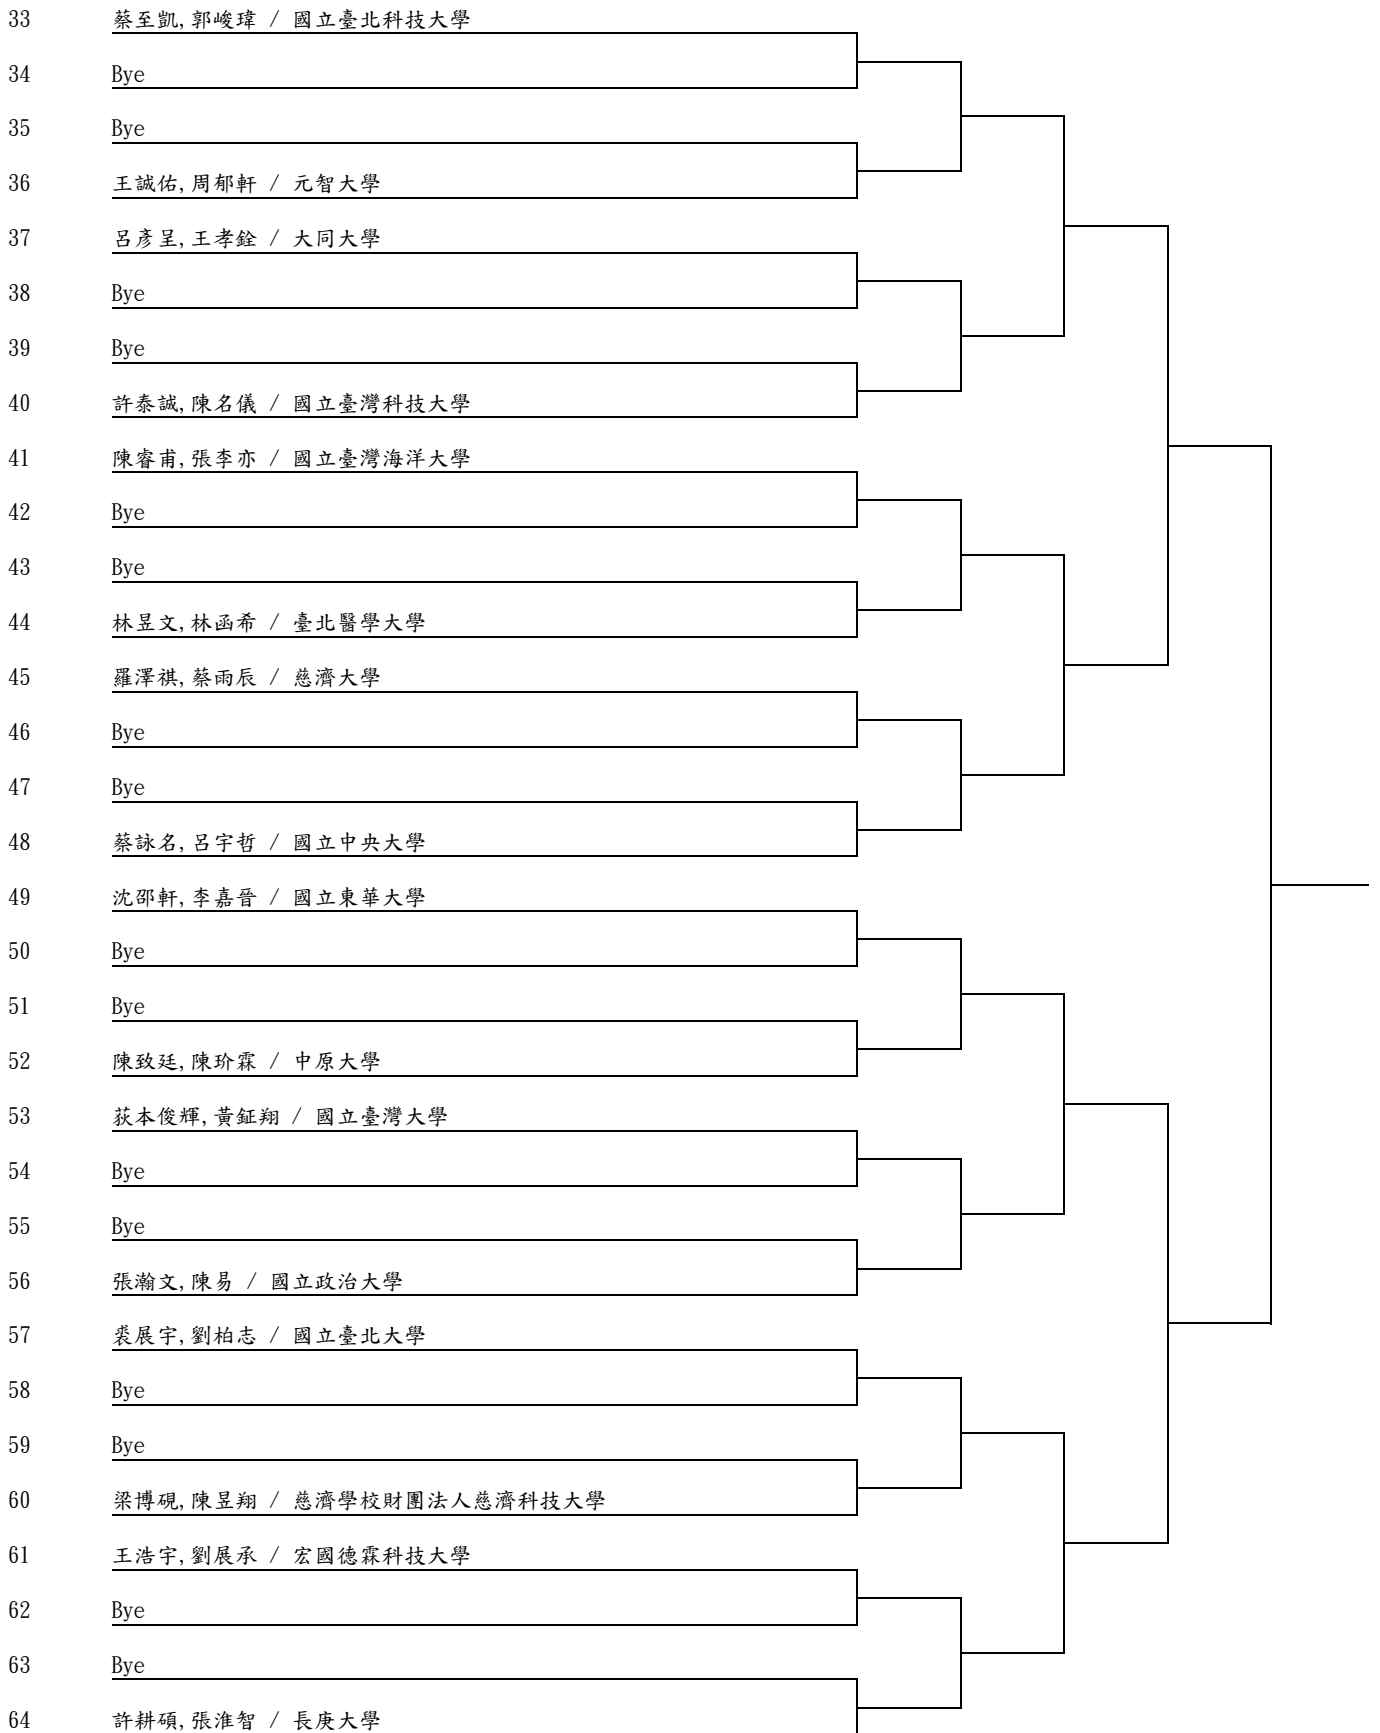 33 蔡至凱,郭峻瑋 / 國立臺北科技大學
34 Bye
35 Bye
36 王誠佑,周郁軒 / 元智大學
37 呂彥呈,王孝銓 / 大同大學
38 Bye
39 Bye
40 許泰誠,陳名儀 / 國立臺灣科技大學
41 陳睿甫,張李亦 / 國立臺灣海洋大學
42 Bye
43 Bye
44 林昱文,林函希 / 臺北醫學大學
45 羅澤祺,蔡雨辰 / 慈濟大學
46 Bye
47 Bye
48 蔡詠名,呂宇哲 / 國立中央大學
49 沈邵軒,李嘉晉 / 國立東華大學
50 Bye
51 Bye
52 陳致廷,陳玠霖 / 中原大學
53 荻本俊輝,黃鉦翔 / 國立臺灣大學
54 Bye
55 Bye
56 張瀚文,陳易 / 國立政治大學
57 裘展宇,劉柏志 / 國立臺北大學
58 Bye
59 Bye
60 梁博硯,陳昱翔 / 慈濟學校財團法人慈濟科技大學
61 王浩宇,劉展承 / 宏國德霖科技大學
62 Bye
63 Bye
64 許耕碩,張淮智 / 長庚大學